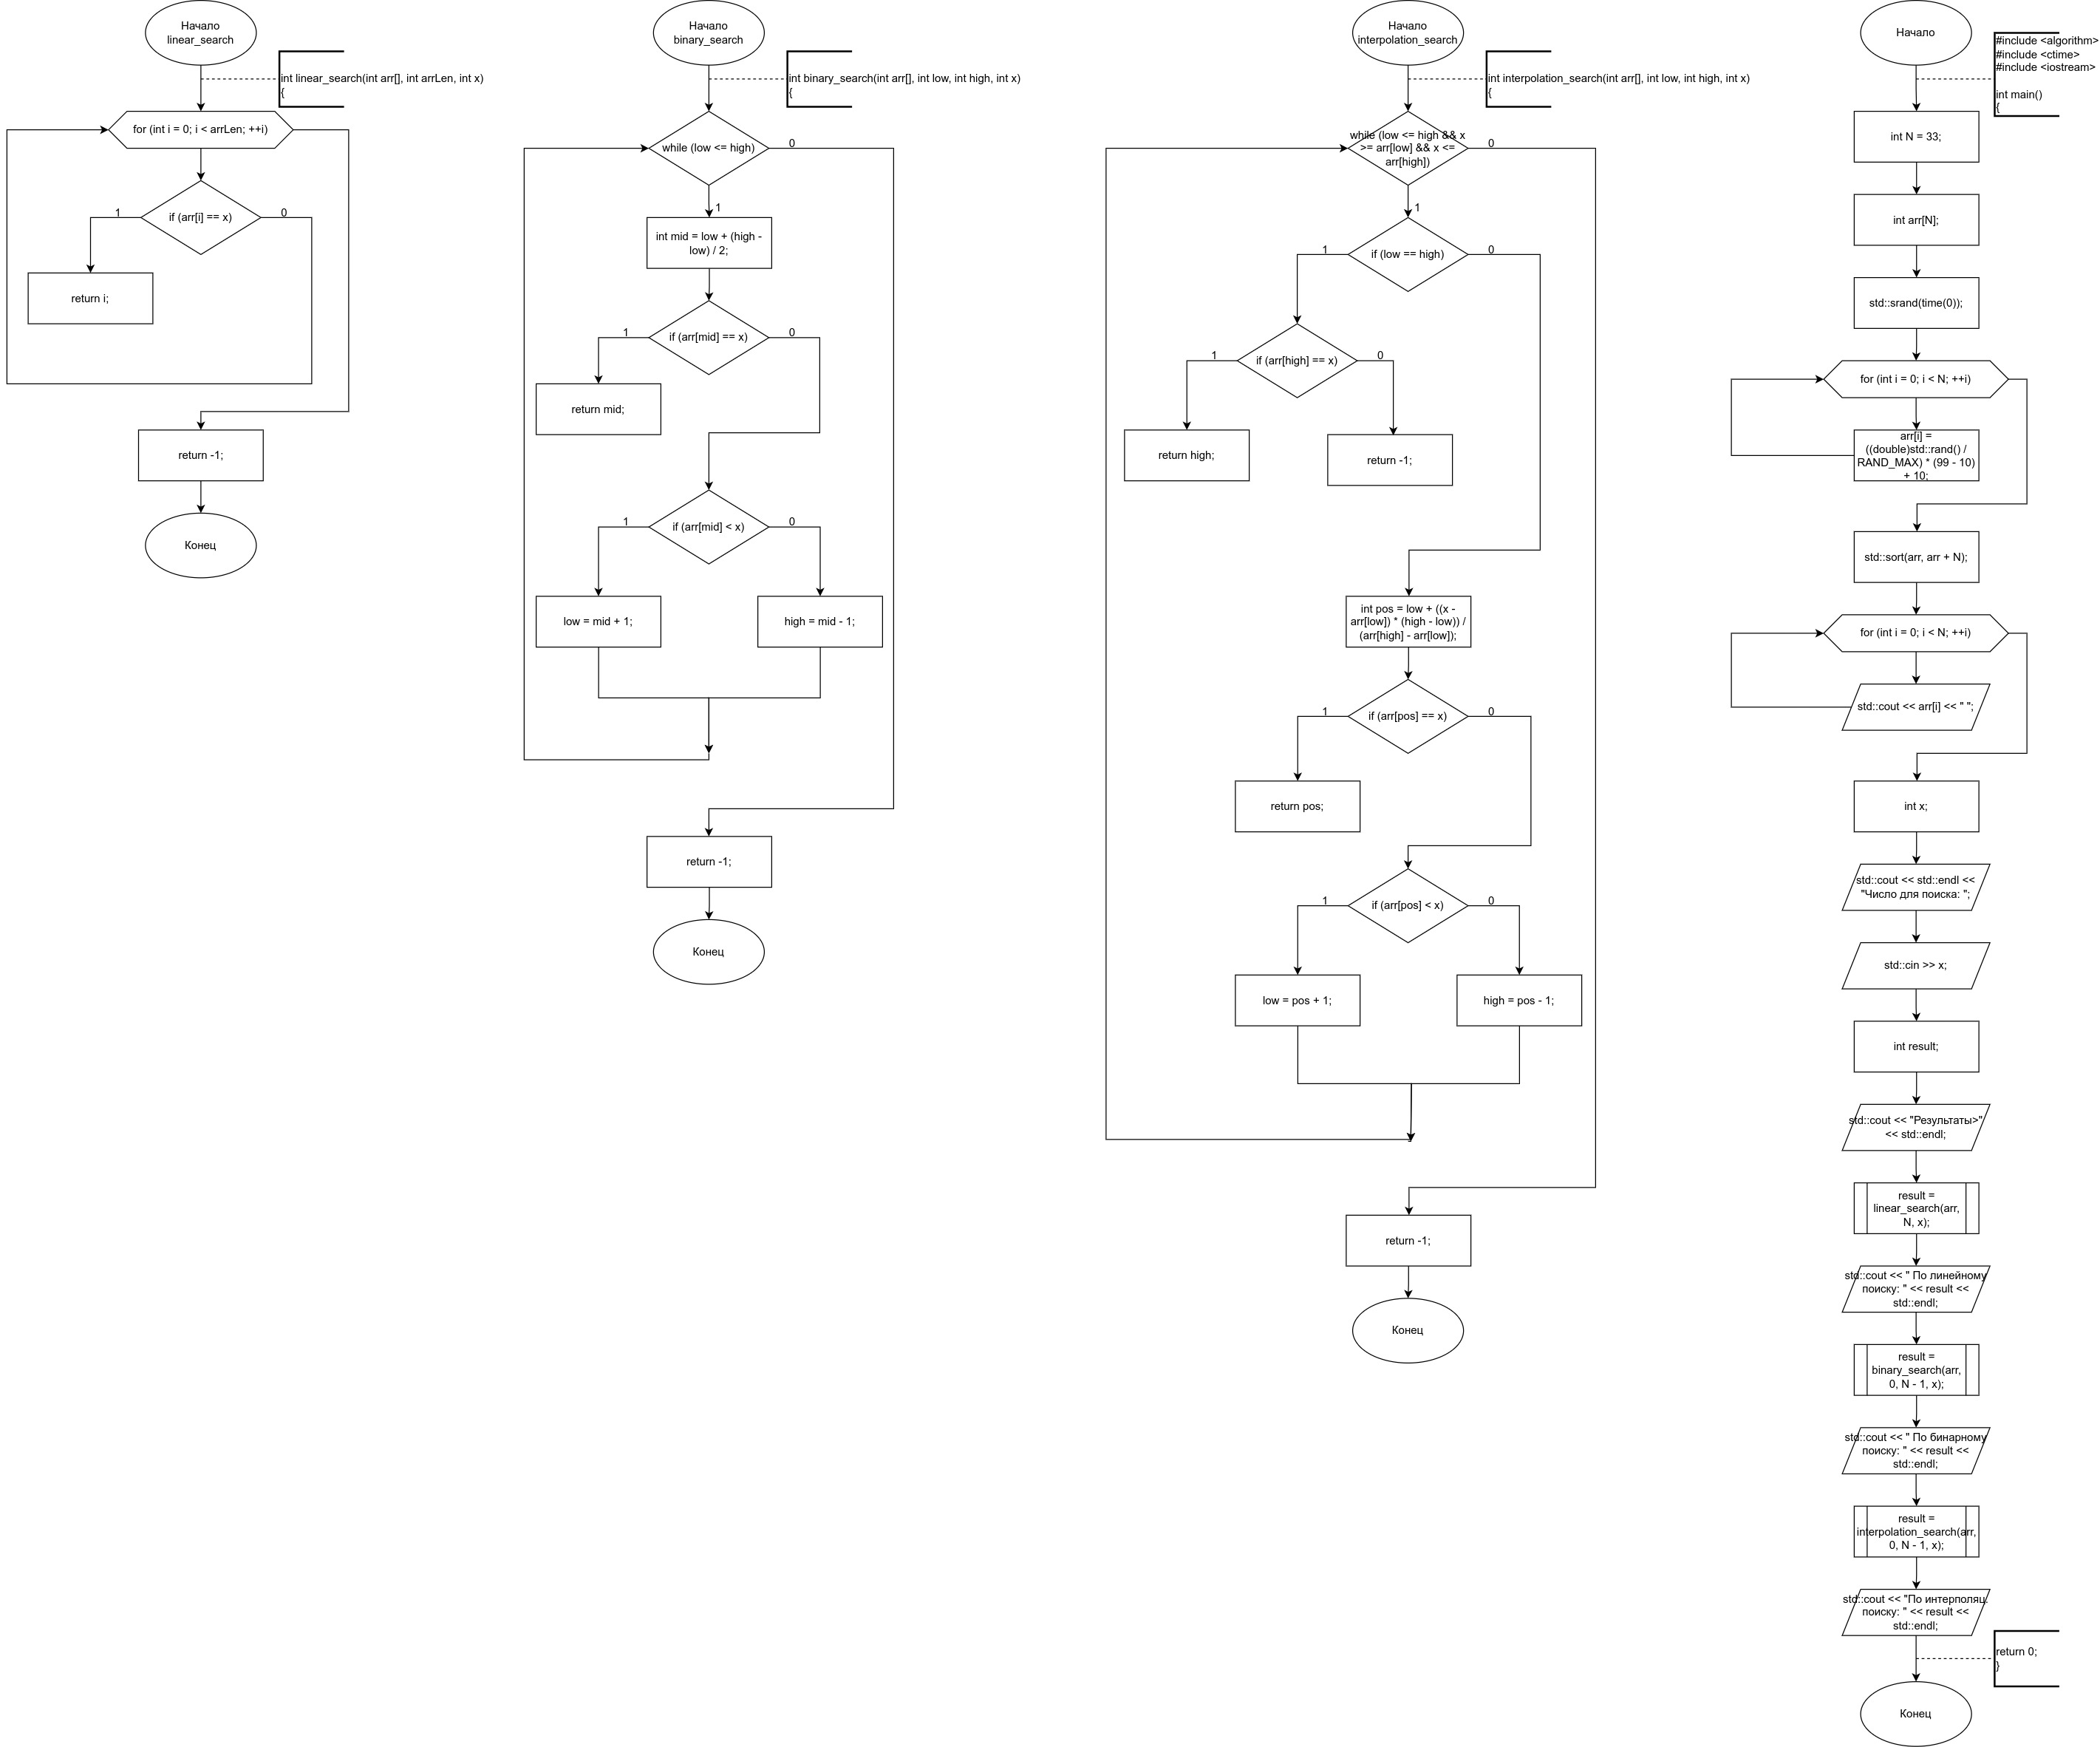 Начало
linear_search
int linear_search(int arr[], int arrLen, int x)
{
for (int i = 0; i < arrLen; ++i)
if (arr[i] == x)
1
0
return i;
return -1;
Конец
Начало
binary_search
int binary_search(int arr[], int low, int high, int x)
{
while (low <= high)
0
1
int mid = low + (high -
low) / 2;
if (arr[mid] == x)
1
0
return mid;
if (arr[mid] < x)
1
0
low = mid + 1;
high = mid - 1;
return -1;
Конец
Начало
interpolation_search
int interpolation_search(int arr[], int low, int high, int x)
{
while (low <= high && x
>= arr[low] && x <=
arr[high])
0
1
if (low == high)
1
0
if (arr[high] == x)
1
0
return high;
return -1;
int pos = low + ((x -
arr[low]) * (high - low)) /
(arr[high] - arr[low]);
if (arr[pos] == x)
1
0
return pos;
if (arr[pos] < x)
1
0
low = pos + 1;
high = pos - 1;
return -1;
Конец
Начало
#include <algorithm>
#include <ctime>
#include <iostream>
int main()
{
int N = 33;
int arr[N];
std::srand(time(0));
for (int i = 0; i < N; ++i)
arr[i] =
((double)std::rand() /
RAND_MAX) * (99 - 10)
+ 10;
std::sort(arr, arr + N);
for (int i = 0; i < N; ++i)
std::cout << arr[i] << " ";
int x;
std::cout << std::endl <<
"Число для поиска: ";
std::cin >> x;
int result;
std::cout << "Результаты>"
<< std::endl;
result =
linear_search(arr,
N, x);
std::cout << " По линейному
поиску: " << result <<
std::endl;
result =
binary_search(arr,
0, N - 1, x);
std::cout << " По бинарному
поиску: " << result <<
std::endl;
result =
interpolation_search(arr,
0, N - 1, x);
std::cout << "По интерполяц.
поиску: " << result <<
std::endl;
return 0;
}
Конец